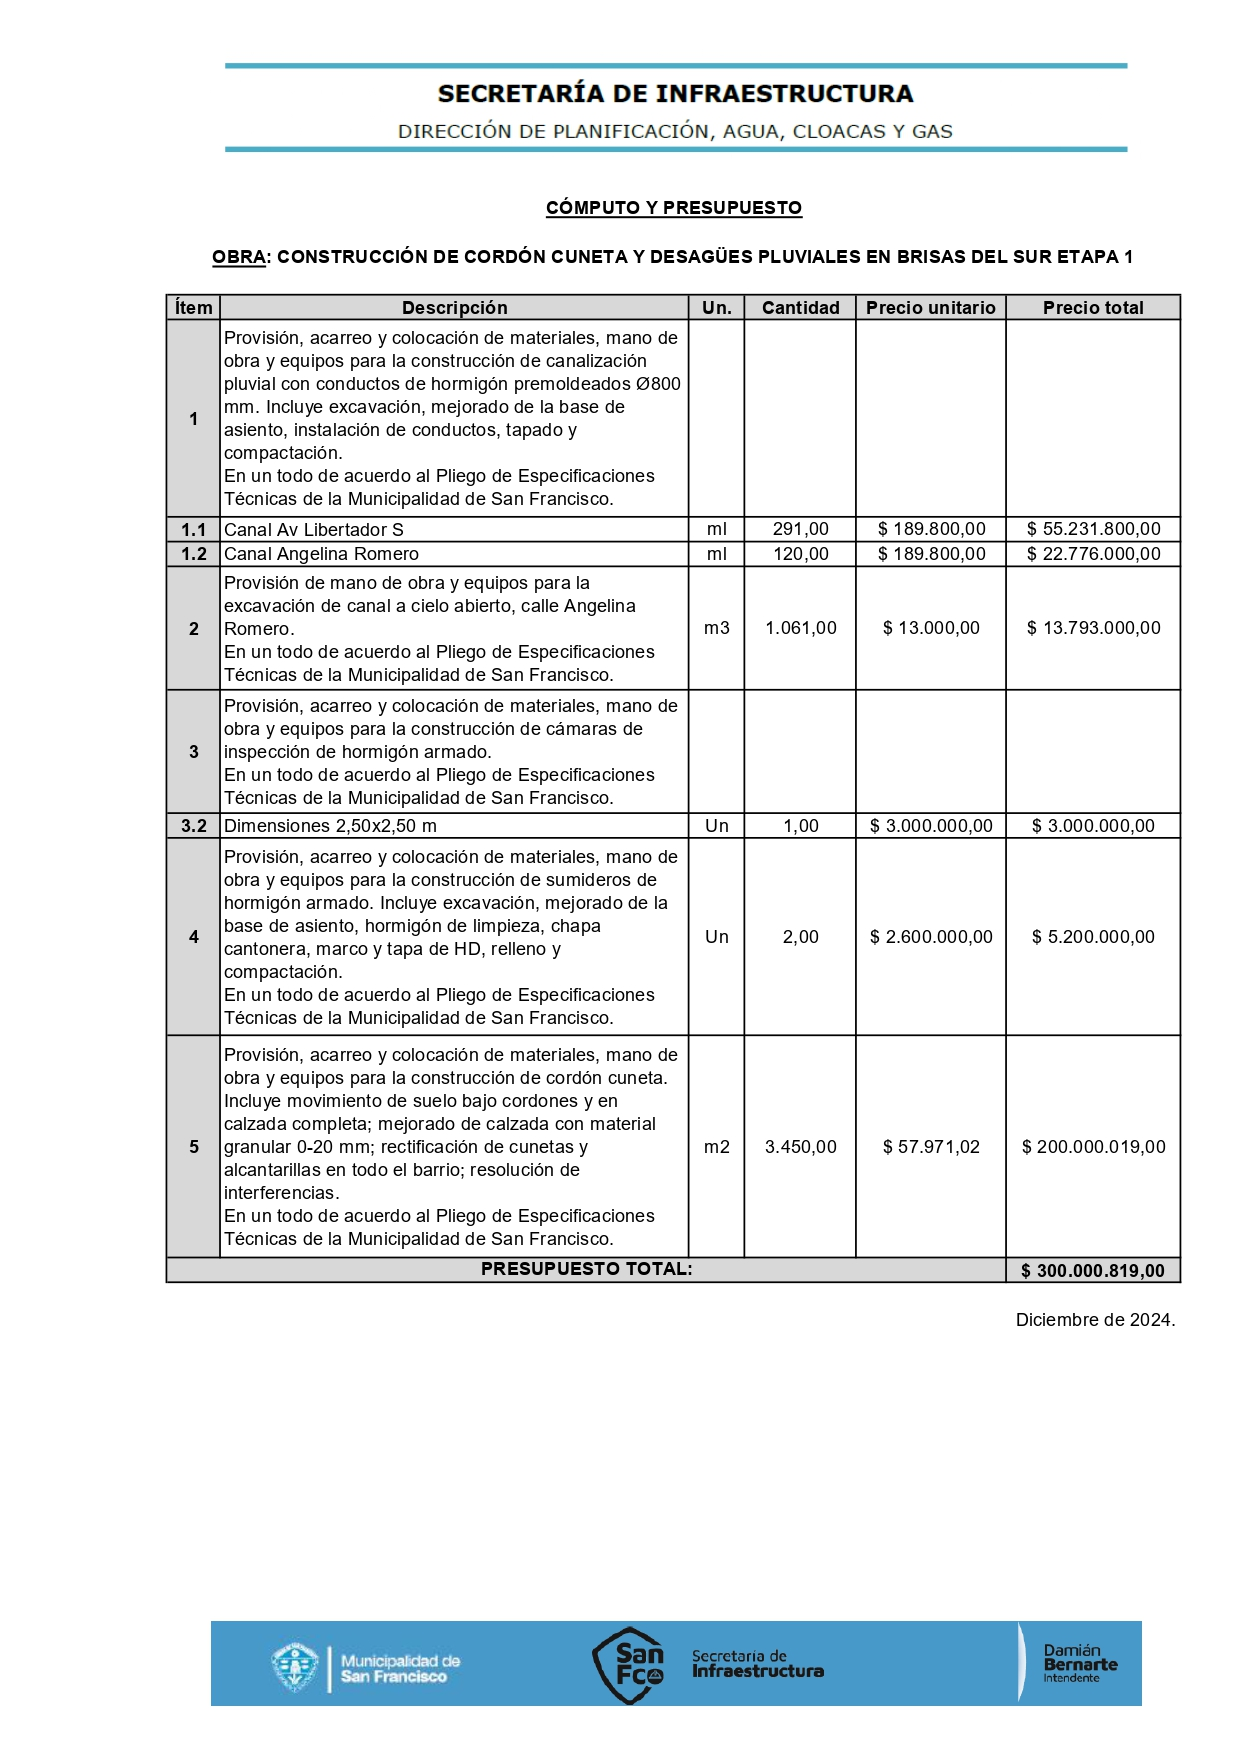 SECRETARÍA DE INFRAESTRUCTURA
DIRECCIÓN DE PLANIFICACIÓN, AGUA, CLOACAS Y GAS
CÓMPUTO Y PRESUPUESTO
OBRA: CONSTRUCCIÓN DE CORDÓN CUNETA Y DESAGÜES PLUVIALES EN BRISAS DEL SUR ETAPA 1
Ítem Descripción Un. Cantidad Precio unitario Precio total
1
Provisión, acarreo y colocación de materiales, mano de
obra y equipos para la construcción de canalización
pluvial con conductos de hormigón premoldeados Ø800
mm. Incluye excavación, mejorado de la base de
asiento, instalación de conductos, tapado y
compactación.
En un todo de acuerdo al Pliego de Especificaciones
Técnicas de la Municipalidad de San Francisco.
1.1 Canal Av Libertador S ml 291,00 $ 189.800,00 $ 55.231.800,00
1.2 Canal Angelina Romero ml 120,00 $ 189.800,00 $ 22.776.000,00
2
Provisión de mano de obra y equipos para la
excavación de canal a cielo abierto, calle Angelina
Romero.
En un todo de acuerdo al Pliego de Especificaciones
Técnicas de la Municipalidad de San Francisco.
m3 1.061,00 $ 13.000,00 $ 13.793.000,00
3
Provisión, acarreo y colocación de materiales, mano de
obra y equipos para la construcción de cámaras de
inspección de hormigón armado.
En un todo de acuerdo al Pliego de Especificaciones
Técnicas de la Municipalidad de San Francisco.
3.2 Dimensiones 2,50x2,50 m Un 1,00 $ 3.000.000,00 $ 3.000.000,00
4
Provisión, acarreo y colocación de materiales, mano de
obra y equipos para la construcción de sumideros de
hormigón armado. Incluye excavación, mejorado de la
base de asiento, hormigón de limpieza, chapa
cantonera, marco y tapa de HD, relleno y
compactación.
En un todo de acuerdo al Pliego de Especificaciones
Técnicas de la Municipalidad de San Francisco.
Un 2,00 $ 2.600.000,00 $ 5.200.000,00
5
Provisión, acarreo y colocación de materiales, mano de
obra y equipos para la construcción de cordón cuneta.
Incluye movimiento de suelo bajo cordones y en
calzada completa; mejorado de calzada con material
granular 0-20 mm; rectificación de cunetas y
alcantarillas en todo el barrio; resolución de
interferencias.
En un todo de acuerdo al Pliego de Especificaciones
Técnicas de la Municipalidad de San Francisco.
m2 3.450,00 $ 57.971,02 $ 200.000.019,00
PRESUPUESTO TOTAL: $ 300.000.819,00
Diciembre de 2024.
Municipalidad de
San Francisco
San
Fco
Secretaría de
Infraestructura
Damián
Bernarte
Intendente